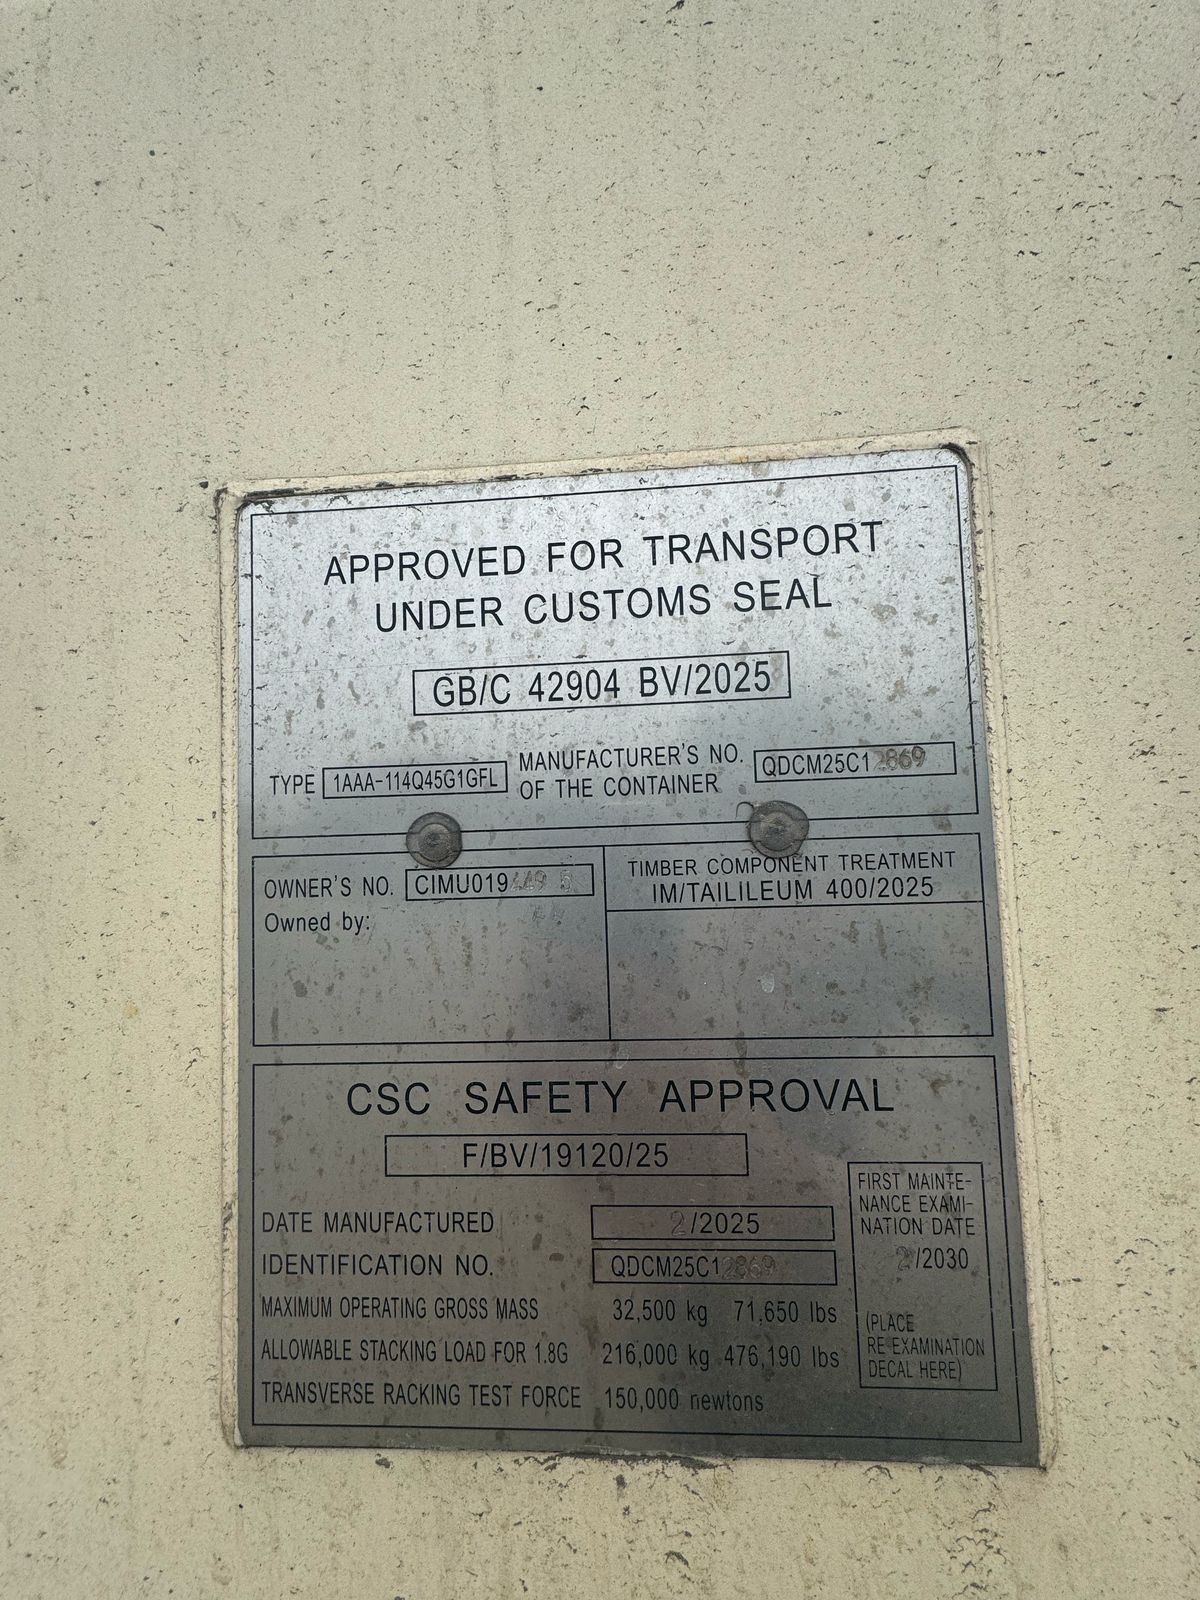 APPROVED FOR TRANSPORT
UNDER CUSTOMS SEAL
GB/C 42904 BV/2025
TYPE 1AAA-114Q45G1GFL
MANUFACTURER'S NO. OF THE CONTAINER QDCM25C12869
OWNER'S NO.
Owned by:
TIMBER COMPONENT TREATMENT
IM/TAILILEUM 400/2025
CSC SAFETY APPROVAL
F/BV/19120/25
DATE MANUFACTURED 2/2025
IDENTIFICATION NO. QDCM25C12869
MAXIMUM OPERATING GROSS MASS 32,500 kg 71,650 lbs
ALLOWABLE STACKING LOAD FOR 1.8G 216,000 kg 476,190 lbs
TRANSVERSE RACKING TEST FORCE 150,000 newtons
FIRST MAINTE-
NANCE EXAMI-
NATION DATE
2/2030
(PLACE
RE-EXAMINATION
DECAL HERE)